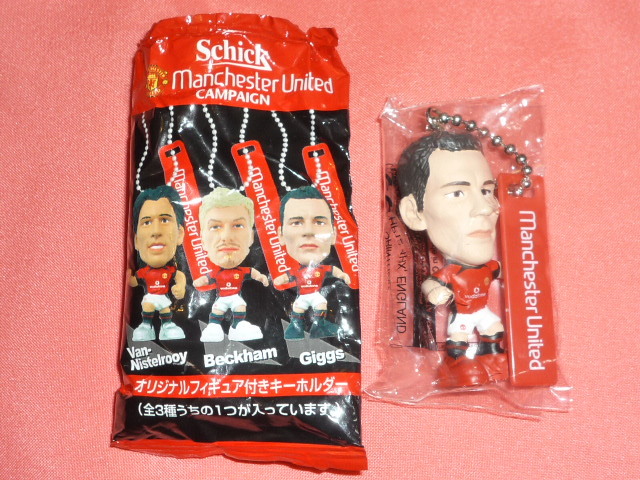 Schick
Manchester United
CAMPAIGN
Manchester United
Manchester United
Manchester United
Van-
Nistelrooy
Beckham
Giggs
オリジナルフィギュア付きキーホルダー
(全3種うちの1つが入っています)
ENGLAND
Manchester United